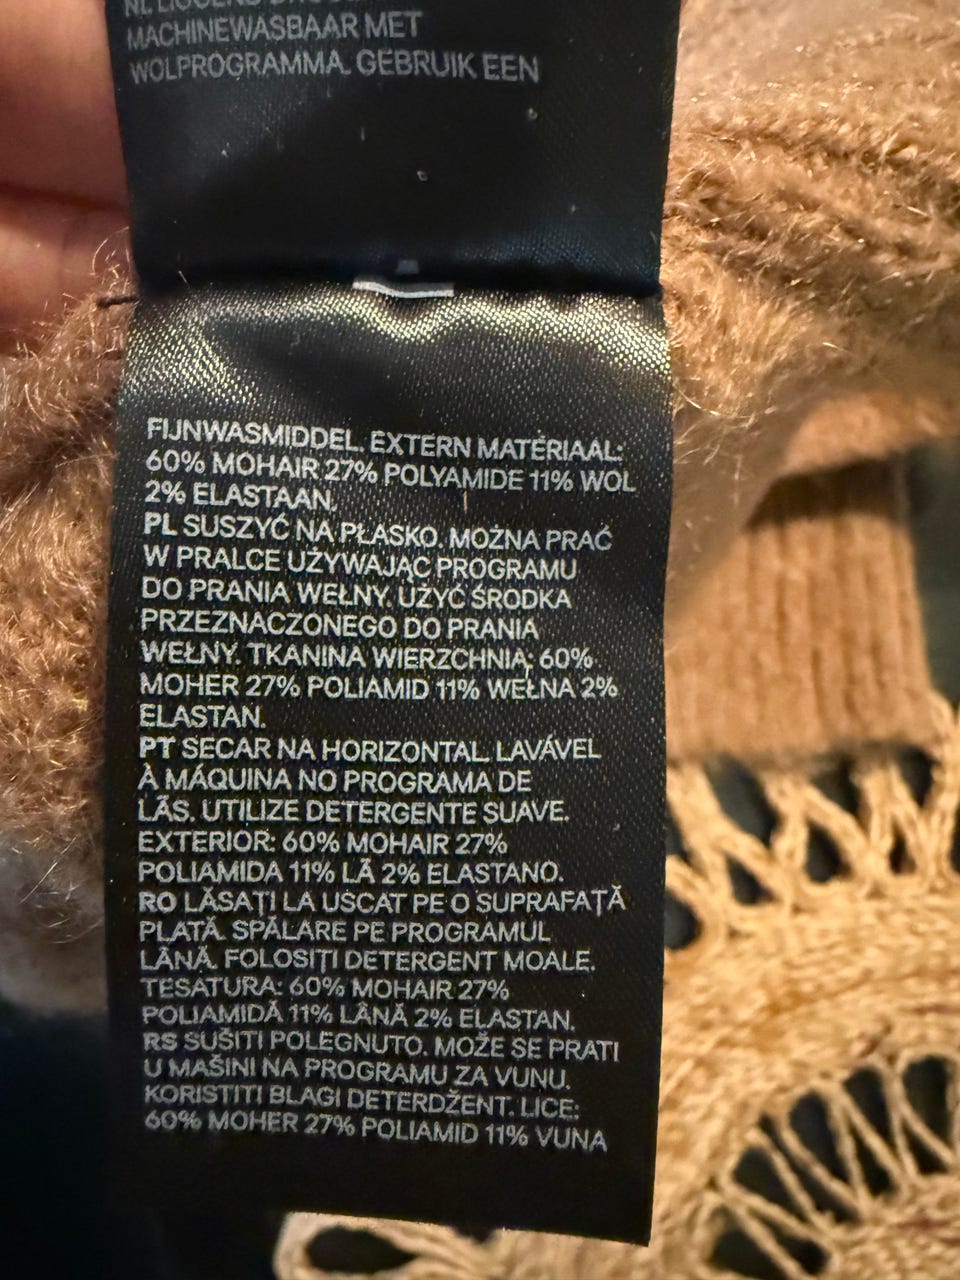 NL LIGGEND
MACHINEWASBAAR MET
WOLPROGRAMMA. GEBRUIK EEN
FIJNWASMIDDEL. EXTERN MATERIAAL:
60% MOHAIR 27% POLYAMIDE 11% WOL
2% ELASTAAN.
PL SUSZYĆ NA PŁASKO. MOŻNA PRAĆ
W PRALCE UŻYWAJĄC PROGRAMU
DO PRANIA WEŁNY. UŻYĆ ŚRODKA
PRZEZNACZONEGO DO PRANIA
WEŁNY. TKANINA WIERZCHNIA: 60%
MOHER 27% POLIAMID 11% WEŁNA 2%
ELASTAN.
PT SECAR NA HORIZONTAL. LAVÁVEL
À MÁQUINA NO PROGRAMA DE
LÃS. UTILIZE DETERGENTE SUAVE.
EXTERIOR: 60% MOHAIR 27%
POLIAMIDA 11% LÃ 2% ELASTANO.
RO LĂSAȚI LA USCAT PE O SUPRAFAȚĂ
PLATĂ. SPĂLARE PE PROGRAMUL
LÂNĂ. FOLOSIȚI DETERGENT MOALE.
TESATURA: 60% MOHAIR 27%
POLIAMIDĂ 11% LÂNĂ 2% ELASTAN.
RS SUŠITI POLEGNUTO. MOŽE SE PRATI
U MAŠINI NA PROGRAMU ZA VUNU.
KORISTITI BLAGI DETERDŽENT. LICE:
60% MOHER 27% POLIAMID 11% VUNA